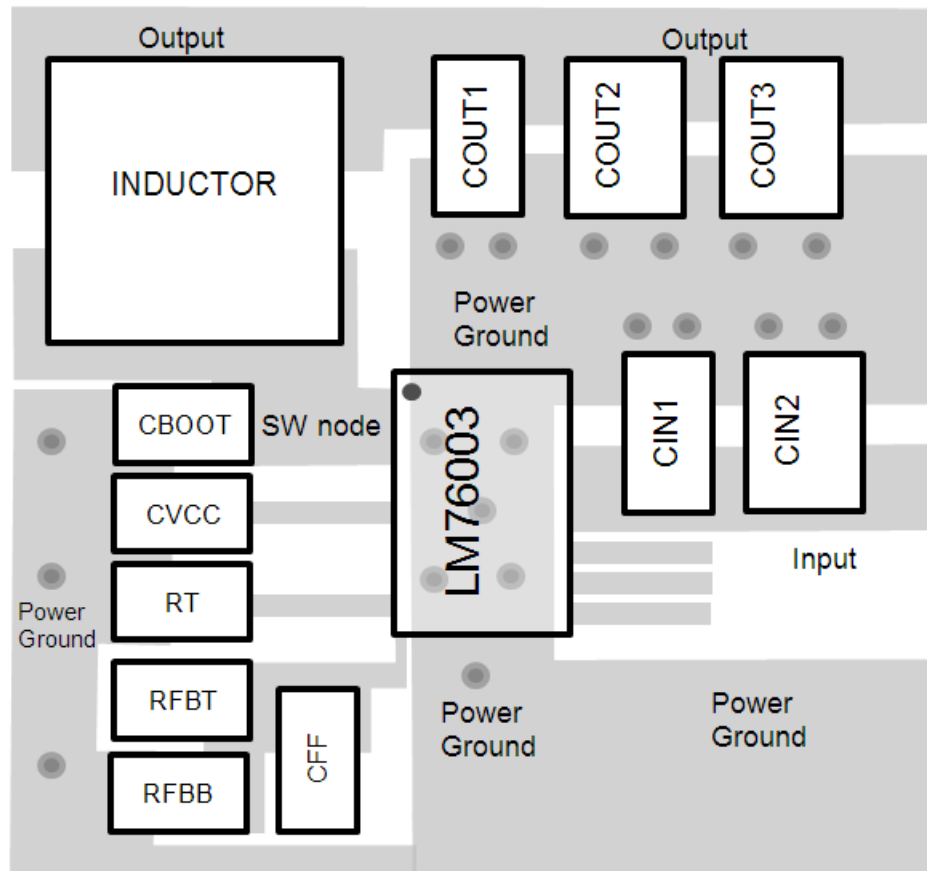 Output
Output
INDUCTOR
COUT1
COUT2
COUT3
Power
Ground
CBOOT
SW node
LM76003
CIN1
CIN2
CVCC
Input
RT
Power
Ground
RFBT
Power
Ground
Power
Ground
CFF
RFBB